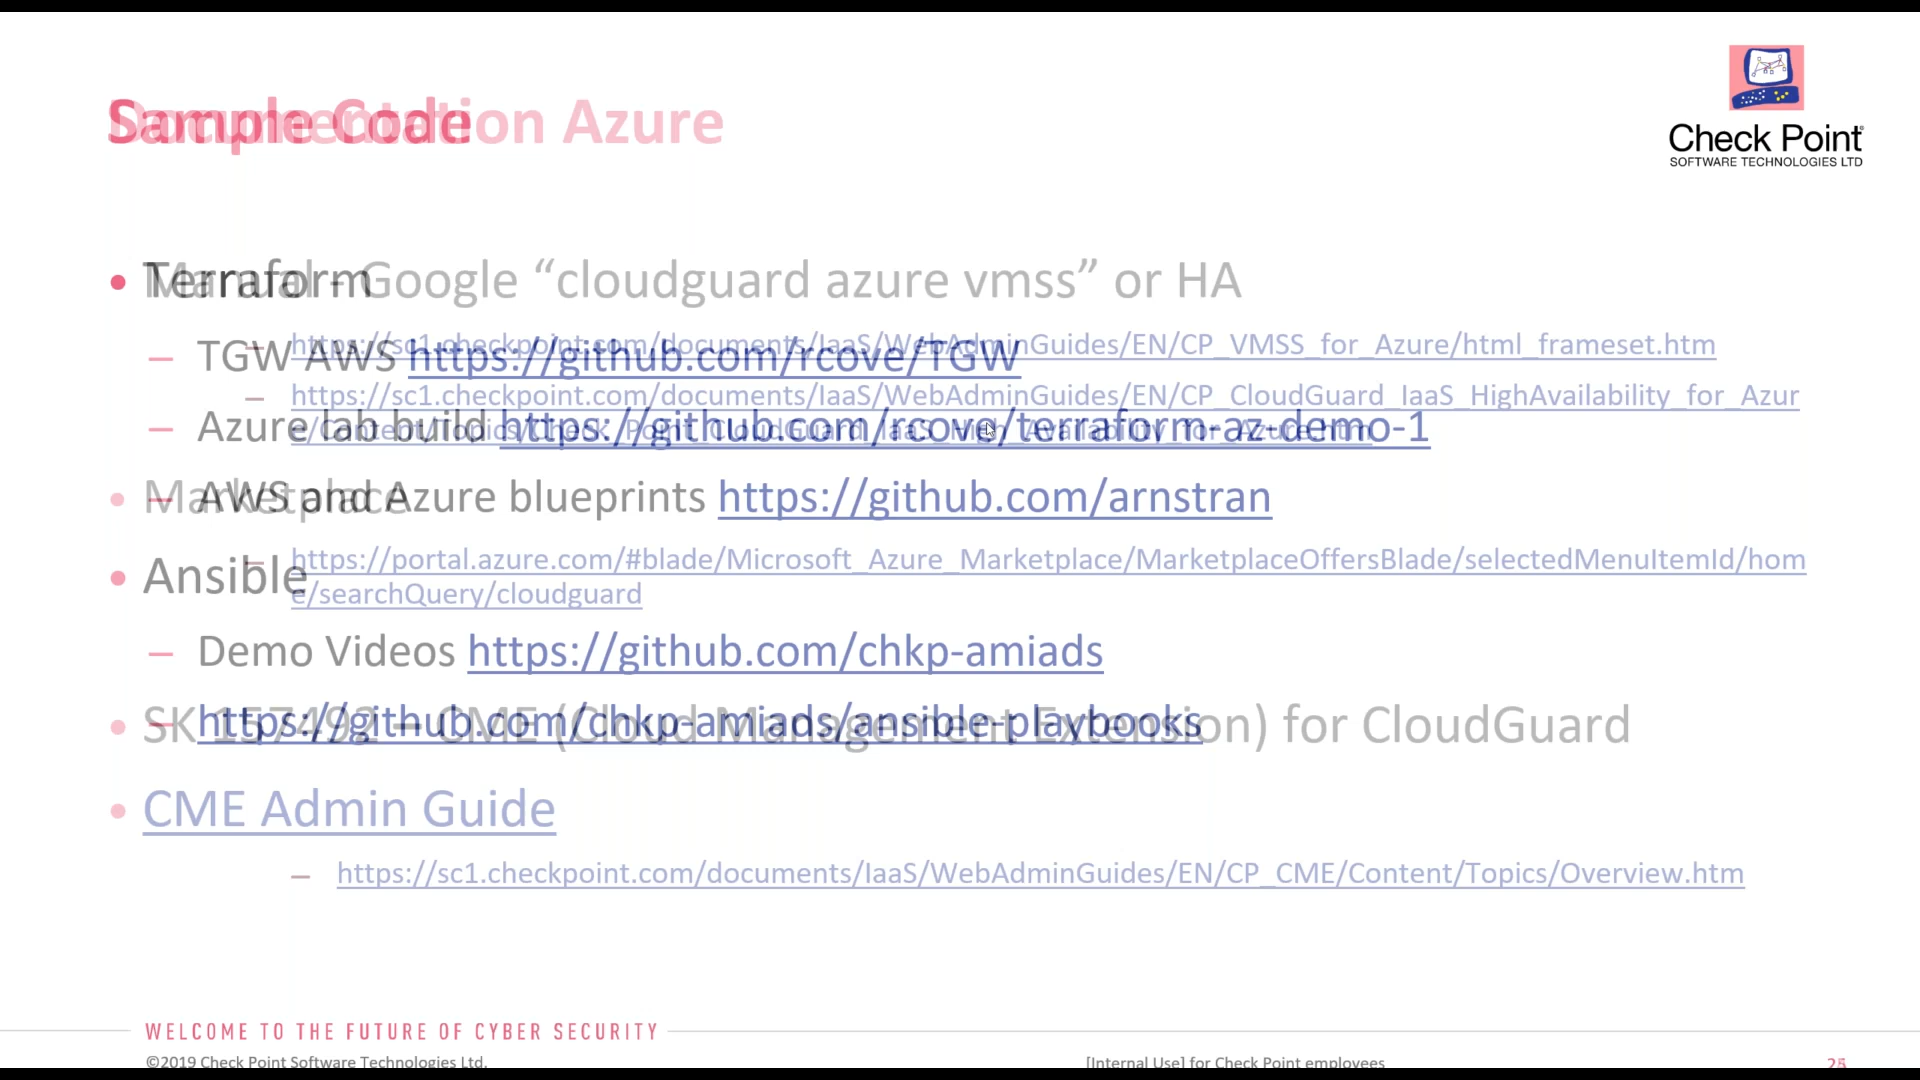 Check Point
SOFTWARE TECHNOLOGIES LTD
Sample Code
Documentation Azure
Terraform
Manual - Google “cloudguard azure vmss” or HA
https://sc1.checkpoint.com/documents/IaaS/WebAdminGuides/EN/CP_VMSS_for_Azure/html_frameset.htm
– TGW AWS https://github.com/rcove/TGW
– https://sc1.checkpoint.com/documents/IaaS/WebAdminGuides/EN/CP_CloudGuard_IaaS_HighAvailability_for_Azur
– Azure lab build https://github.com/rcove/terraform-az-demo-1
• Marketplace
– AWS and Azure blueprints https://github.com/arnstran
– https://portal.azure.com/#blade/Microsoft_Azure_Marketplace/MarketplaceOffersBlade/selectedMenuItemId/hom
e/searchQuery/cloudguard
• Ansible
– Demo Videos https://github.com/chkp-amiads
– https://github.com/chkp-amiads/ansible-playbooks
• SK 157492 – CME (Cloud Management Extension) for CloudGuard
• CME Admin Guide
– https://sc1.checkpoint.com/documents/IaaS/WebAdminGuides/EN/CP_CME/Content/Topics/Overview.htm
WELCOME TO THE FUTURE OF CYBER SECURITY
©2019 Check Point Software Technologies Ltd.
[Internal Use] for Check Point employees